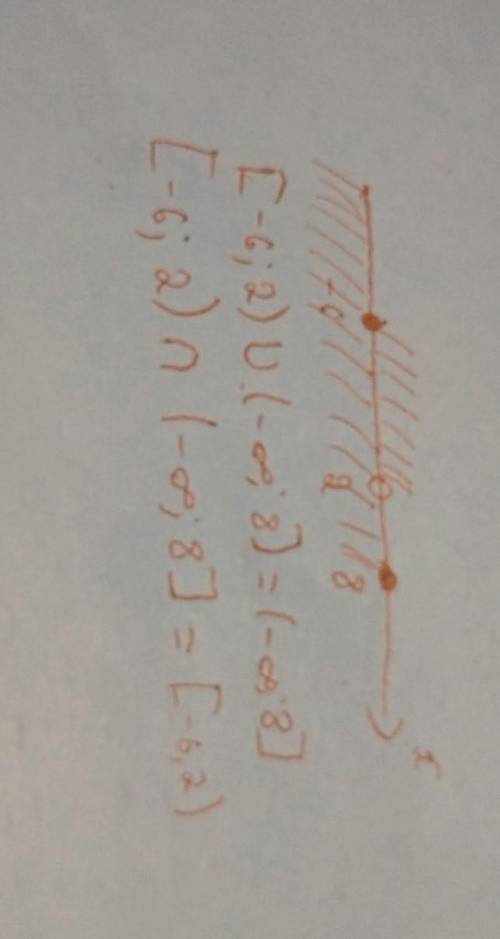 x
-6 2 8
[-6; 2) ∪ (-∞; 8] = (-∞; 8]
[-6; 2) ∩ (-∞; 8] = [-6; 2)